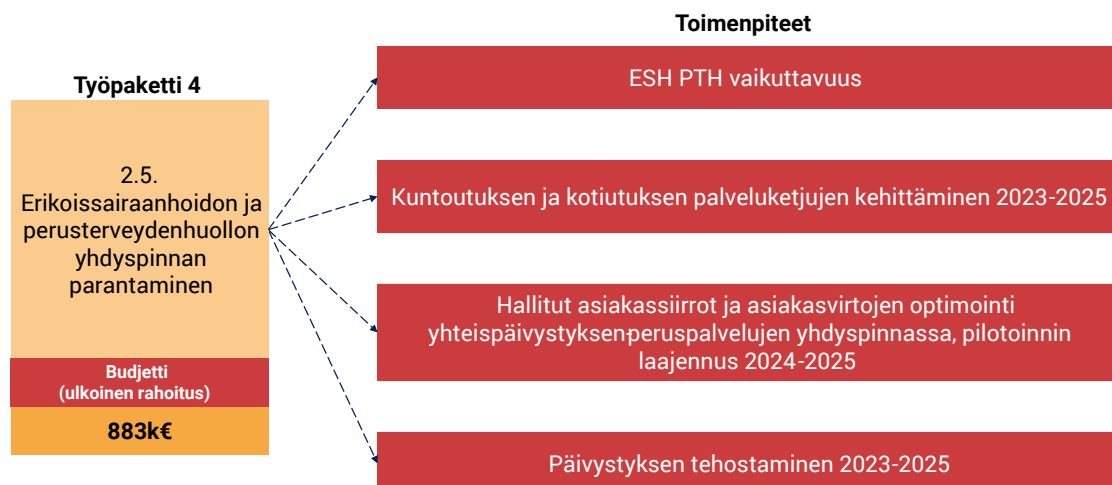 Toimenpiteet
Työpaketti 4
2.5.
Erikoissairaanhoidon ja
perusterveydenhuollon
yhdyspinnan
parantaminen
Budjetti
(ulkoinen rahoitus)
883k€
ESH PTH vaikuttavuus
Kuntoutuksen ja kotiutuksen palveluketjujen kehittäminen 2023-2025
Hallitut asiakassiirrot ja asiakasvirtojen optimointi
yhteispäivystyksen-peruspalvelujen yhdyspinnassa, pilotoinnin
laajennus 2024-2025
Päivystyksen tehostaminen 2023-2025